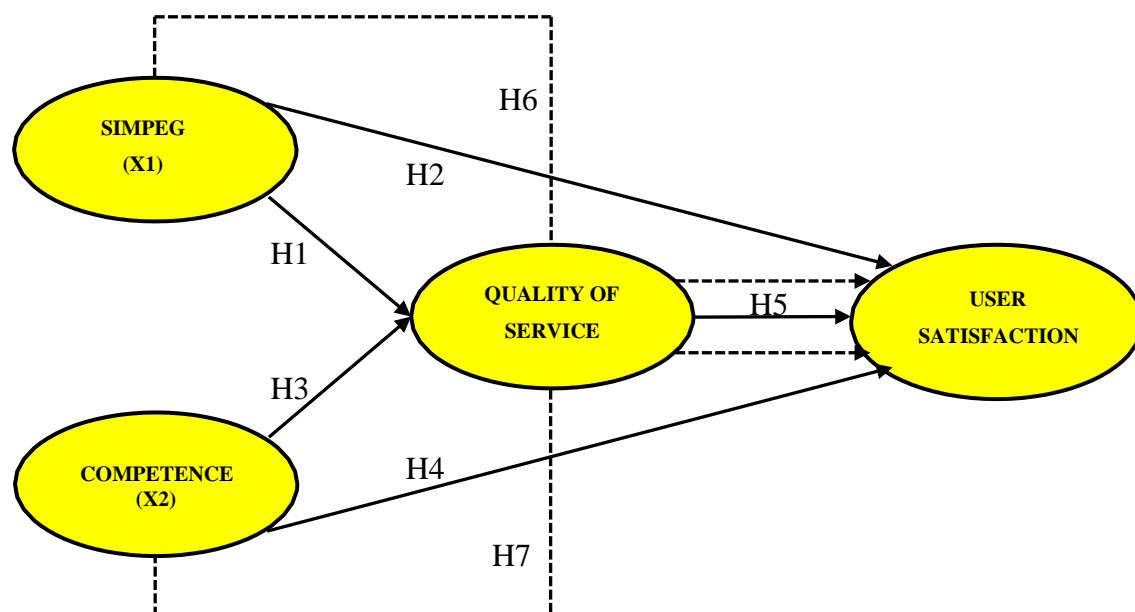 H6
SIMPEG
(X1)
H2
H1
QUALITY OF
SERVICE
H5
USER
SATISFACTION
H3
COMPETENCE
(X2)
H4
H7